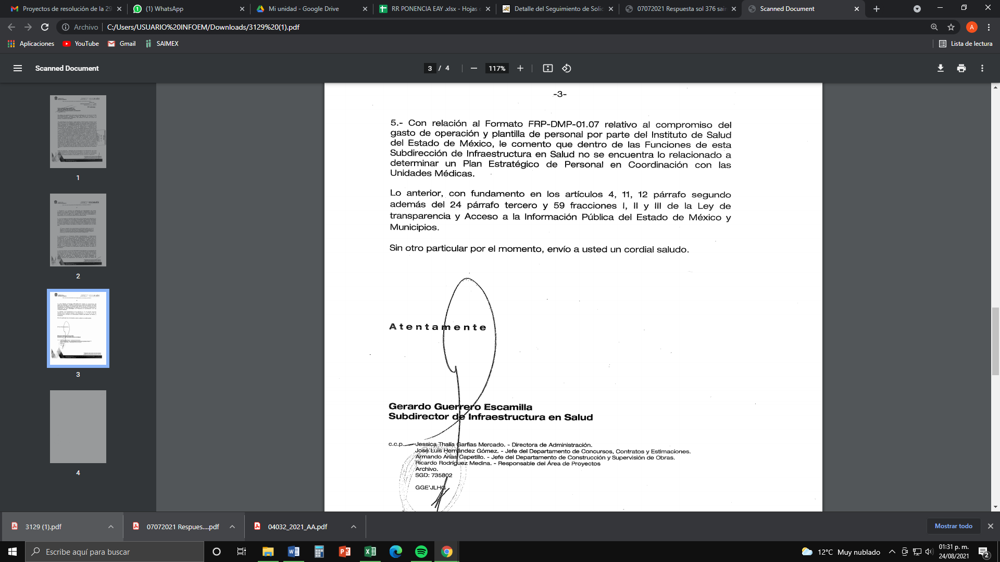 Proyectos de resolución de la 29
(1) WhatsApp
Mi unidad - Google Drive
RR PONENCIA EAY .xlsx - Hojas
Detalle del Seguimiento de Solic
07072021 Respuesta sol 376 sain
Scanned Document
Archivo
C:/Users/USUARIO%20INFOEM/Downloads/3129%20(1).pdf
A
Aplicaciones
YouTube
Gmail
SAIMEX
Lista de lectura
Scanned Document
3 / 4
117%
1
2
3
4
-3-
5.- Con relación al Formato FRP-DMP-01.07 relativo al compromiso del
gasto de operación y plantilla de personal por parte del Instituto de Salud
del Estado de México, le comento que dentro de las Funciones de esta
Subdirección de Infraestructura en Salud no se encuentra lo relacionado a
determinar un Plan Estratégico de Personal en Coordinación con las
Unidades Médicas.
Lo anterior, con fundamento en los artículos 4, 11, 12 párrafo segundo
además del 24 párrafo tercero y 59 fracciones I, II y III de la Ley de
transparencia y Acceso a la Información Pública del Estado de México y
Municipios.
Sin otro particular por el momento, envío a usted un cordial saludo.
Atentamente
Gerardo Guerrero Escamilla
Subdirector de Infraestructura en Salud
c.c.p. Jessica Thalía Garfias Mercado. - Directora de Administración.
José Luis Hernández Gómez. - Jefe del Departamento de Concursos, Contratos y Estimaciones.
Armando Arias Capetillo. - Jefe del Departamento de Construcción y Supervisión de Obras.
Ricardo Rodríguez Medina. - Responsable del Área de Proyectos
Archivo.
SGD: 735802
GGE'JLHG
3129 (1).pdf
07072021 Respues....pdf
04032_2021_AA.pdf
Mostrar todo
Escribe aquí para buscar
12°C Muy nublado
01:31 p. m.
24/08/2021
2